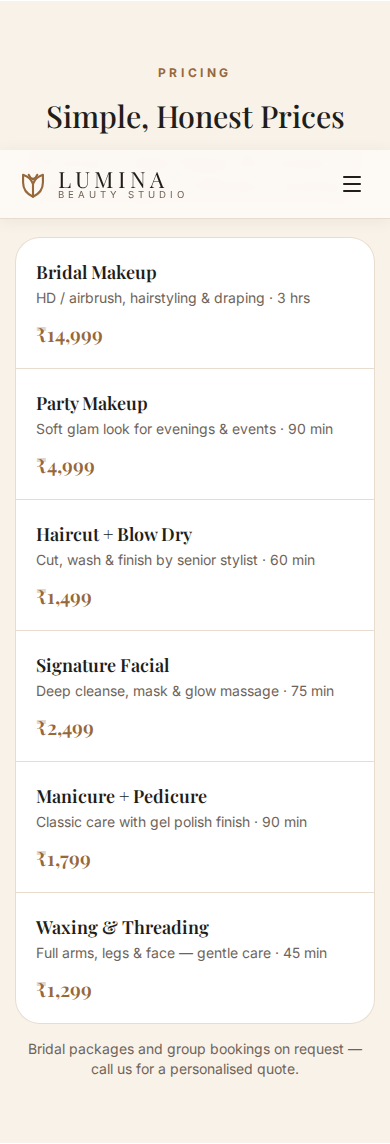 PRICING
Simple, Honest Prices
LUMINA
BEAUTY STUDIO
Bridal Makeup
HD / airbrush, hairstyling & draping · 3 hrs
₹14,999
Party Makeup
Soft glam look for evenings & events · 90 min
₹4,999
Haircut + Blow Dry
Cut, wash & finish by senior stylist · 60 min
₹1,499
Signature Facial
Deep cleanse, mask & glow massage · 75 min
₹2,499
Manicure + Pedicure
Classic care with gel polish finish · 90 min
₹1,799
Waxing & Threading
Full arms, legs & face — gentle care · 45 min
₹1,299
Bridal packages and group bookings on request —
call us for a personalised quote.